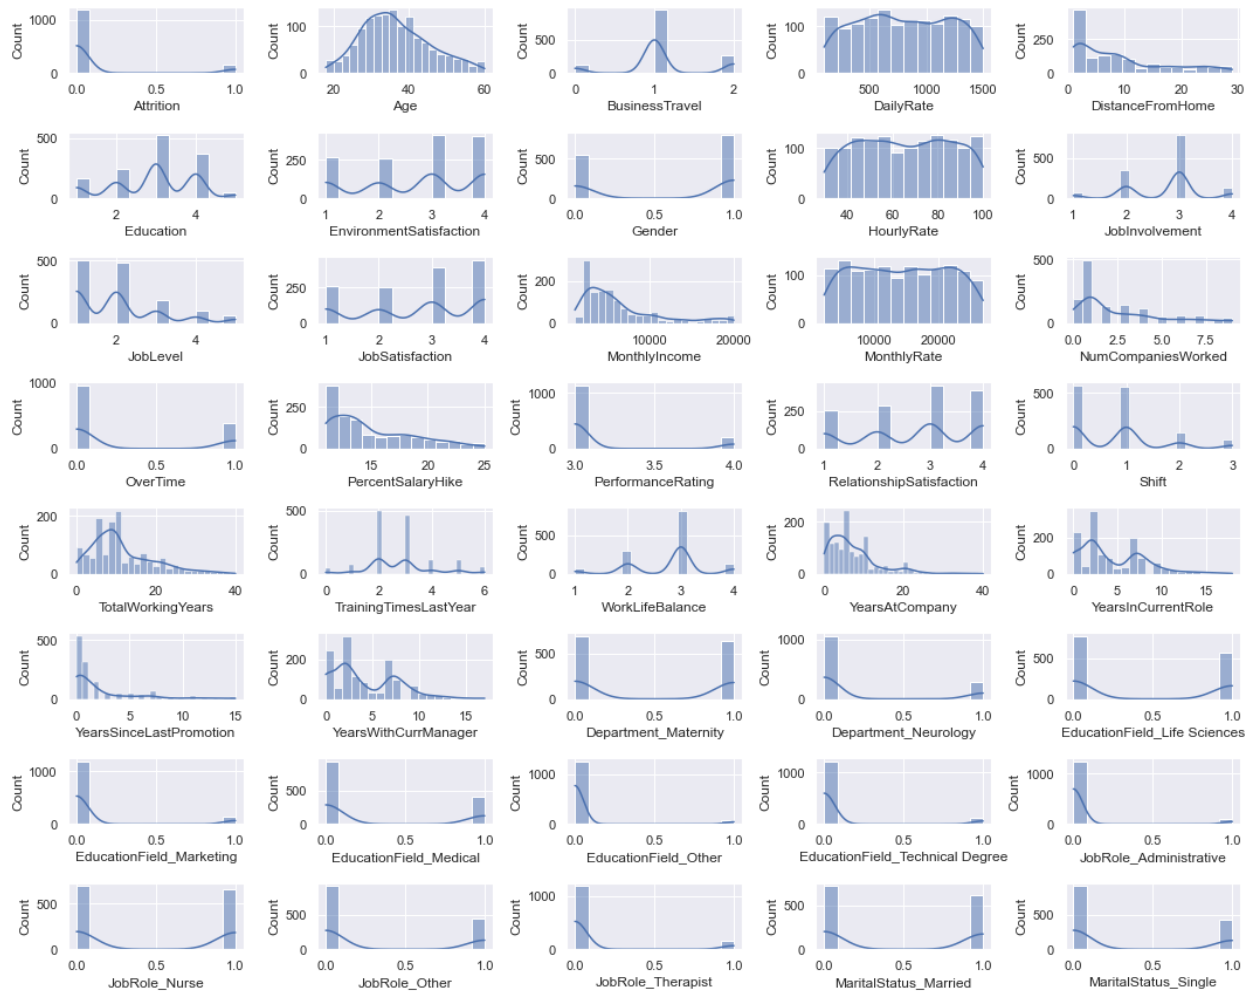 Count 1000 0 0.0 0.5 1.0 Attrition
Count 100 0 20 40 60 Age
Count 500 0 0 1 2 BusinessTravel
Count 100 0 500 1000 1500 DailyRate
Count 250 0 0 10 20 30 DistanceFromHome
Count 500 0 2 4 Education
Count 250 0 1 2 3 4 EnvironmentSatisfaction
Count 500 0 0.0 0.5 1.0 Gender
Count 100 0 40 60 80 100 HourlyRate
Count 500 0 1 2 3 4 JobInvolvement
Count 500 0 2 4 JobLevel
Count 250 0 1 2 3 4 JobSatisfaction
Count 200 0 10000 20000 MonthlyIncome
Count 100 0 10000 20000 MonthlyRate
Count 500 0 0.0 2.5 5.0 7.5 NumCompaniesWorked
Count 1000 0 0.0 0.5 1.0 OverTime
Count 250 0 15 20 25 PercentSalaryHike
Count 1000 0 3.0 3.5 4.0 PerformanceRating
Count 250 0 1 2 3 4 RelationshipSatisfaction
Count 500 0 0 1 2 3 Shift
Count 200 0 0 20 40 TotalWorkingYears
Count 500 0 0 2 4 6 TrainingTimesLastYear
Count 500 0 1 2 3 4 WorkLifeBalance
Count 200 0 0 20 40 YearsAtCompany
Count 200 0 0 5 10 15 YearsInCurrentRole
Count 500 0 0 5 10 15 YearsSinceLastPromotion
Count 200 0 0 5 10 15 YearsWithCurrManager
Count 500 0 0.0 0.5 1.0 Department_Maternity
Count 1000 0 0.0 0.5 1.0 Department_Neurology
Count 500 0 0.0 0.5 1.0 EducationField_Life Sciences
Count 1000 0 0.0 0.5 1.0 EducationField_Marketing
Count 500 0 0.0 0.5 1.0 EducationField_Medical
Count 1000 0 0.0 0.5 1.0 EducationField_Other
Count 1000 0 0.0 0.5 1.0 EducationField_Technical Degree
Count 1000 0 0.0 0.5 1.0 JobRole_Administrative
Count 500 0 0.0 0.5 1.0 JobRole_Nurse
Count 500 0 0.0 0.5 1.0 JobRole_Other
Count 1000 0 0.0 0.5 1.0 JobRole_Therapist
Count 500 0 0.0 0.5 1.0 MaritalStatus_Married
Count 500 0 0.0 0.5 1.0 MaritalStatus_Single